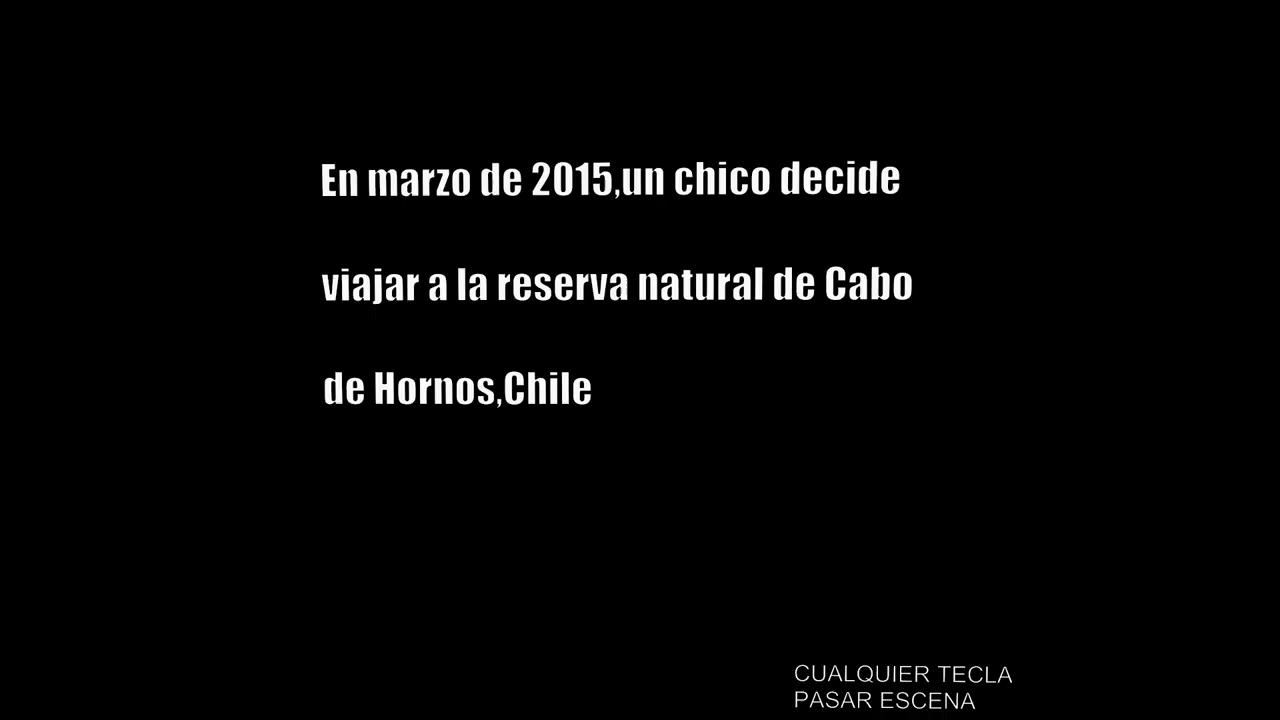 En marzo de 2015,un chico decide
viajar a la reserva natural de Cabo
de Hornos,Chile
CUALQUIER TECLA
PASAR ESCENA